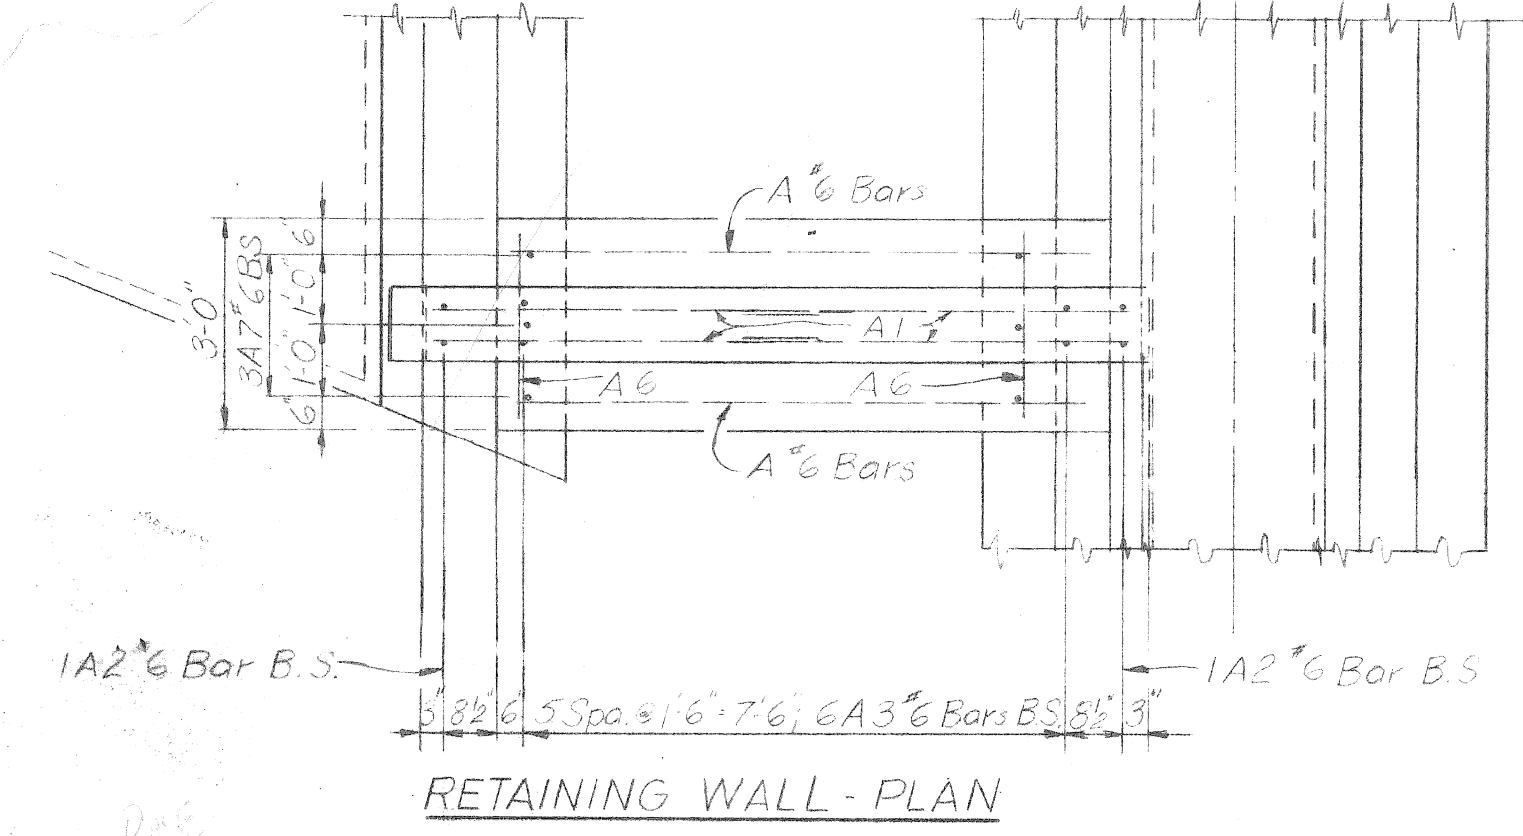 A #6 Bars
6"
1'-0"
3'-0"
3A7 #6 B.S
A1
1'-0"
A6
A6
6"
A #6 Bars
1A2 #6 Bar B.S.
1A2 #6 Bar B.S
3" 8½" 6" 5 Spa. @ 1'-6" = 7'-6"; 6 A3 #6 Bars B.S. 8½" 3"
RETAINING WALL - PLAN